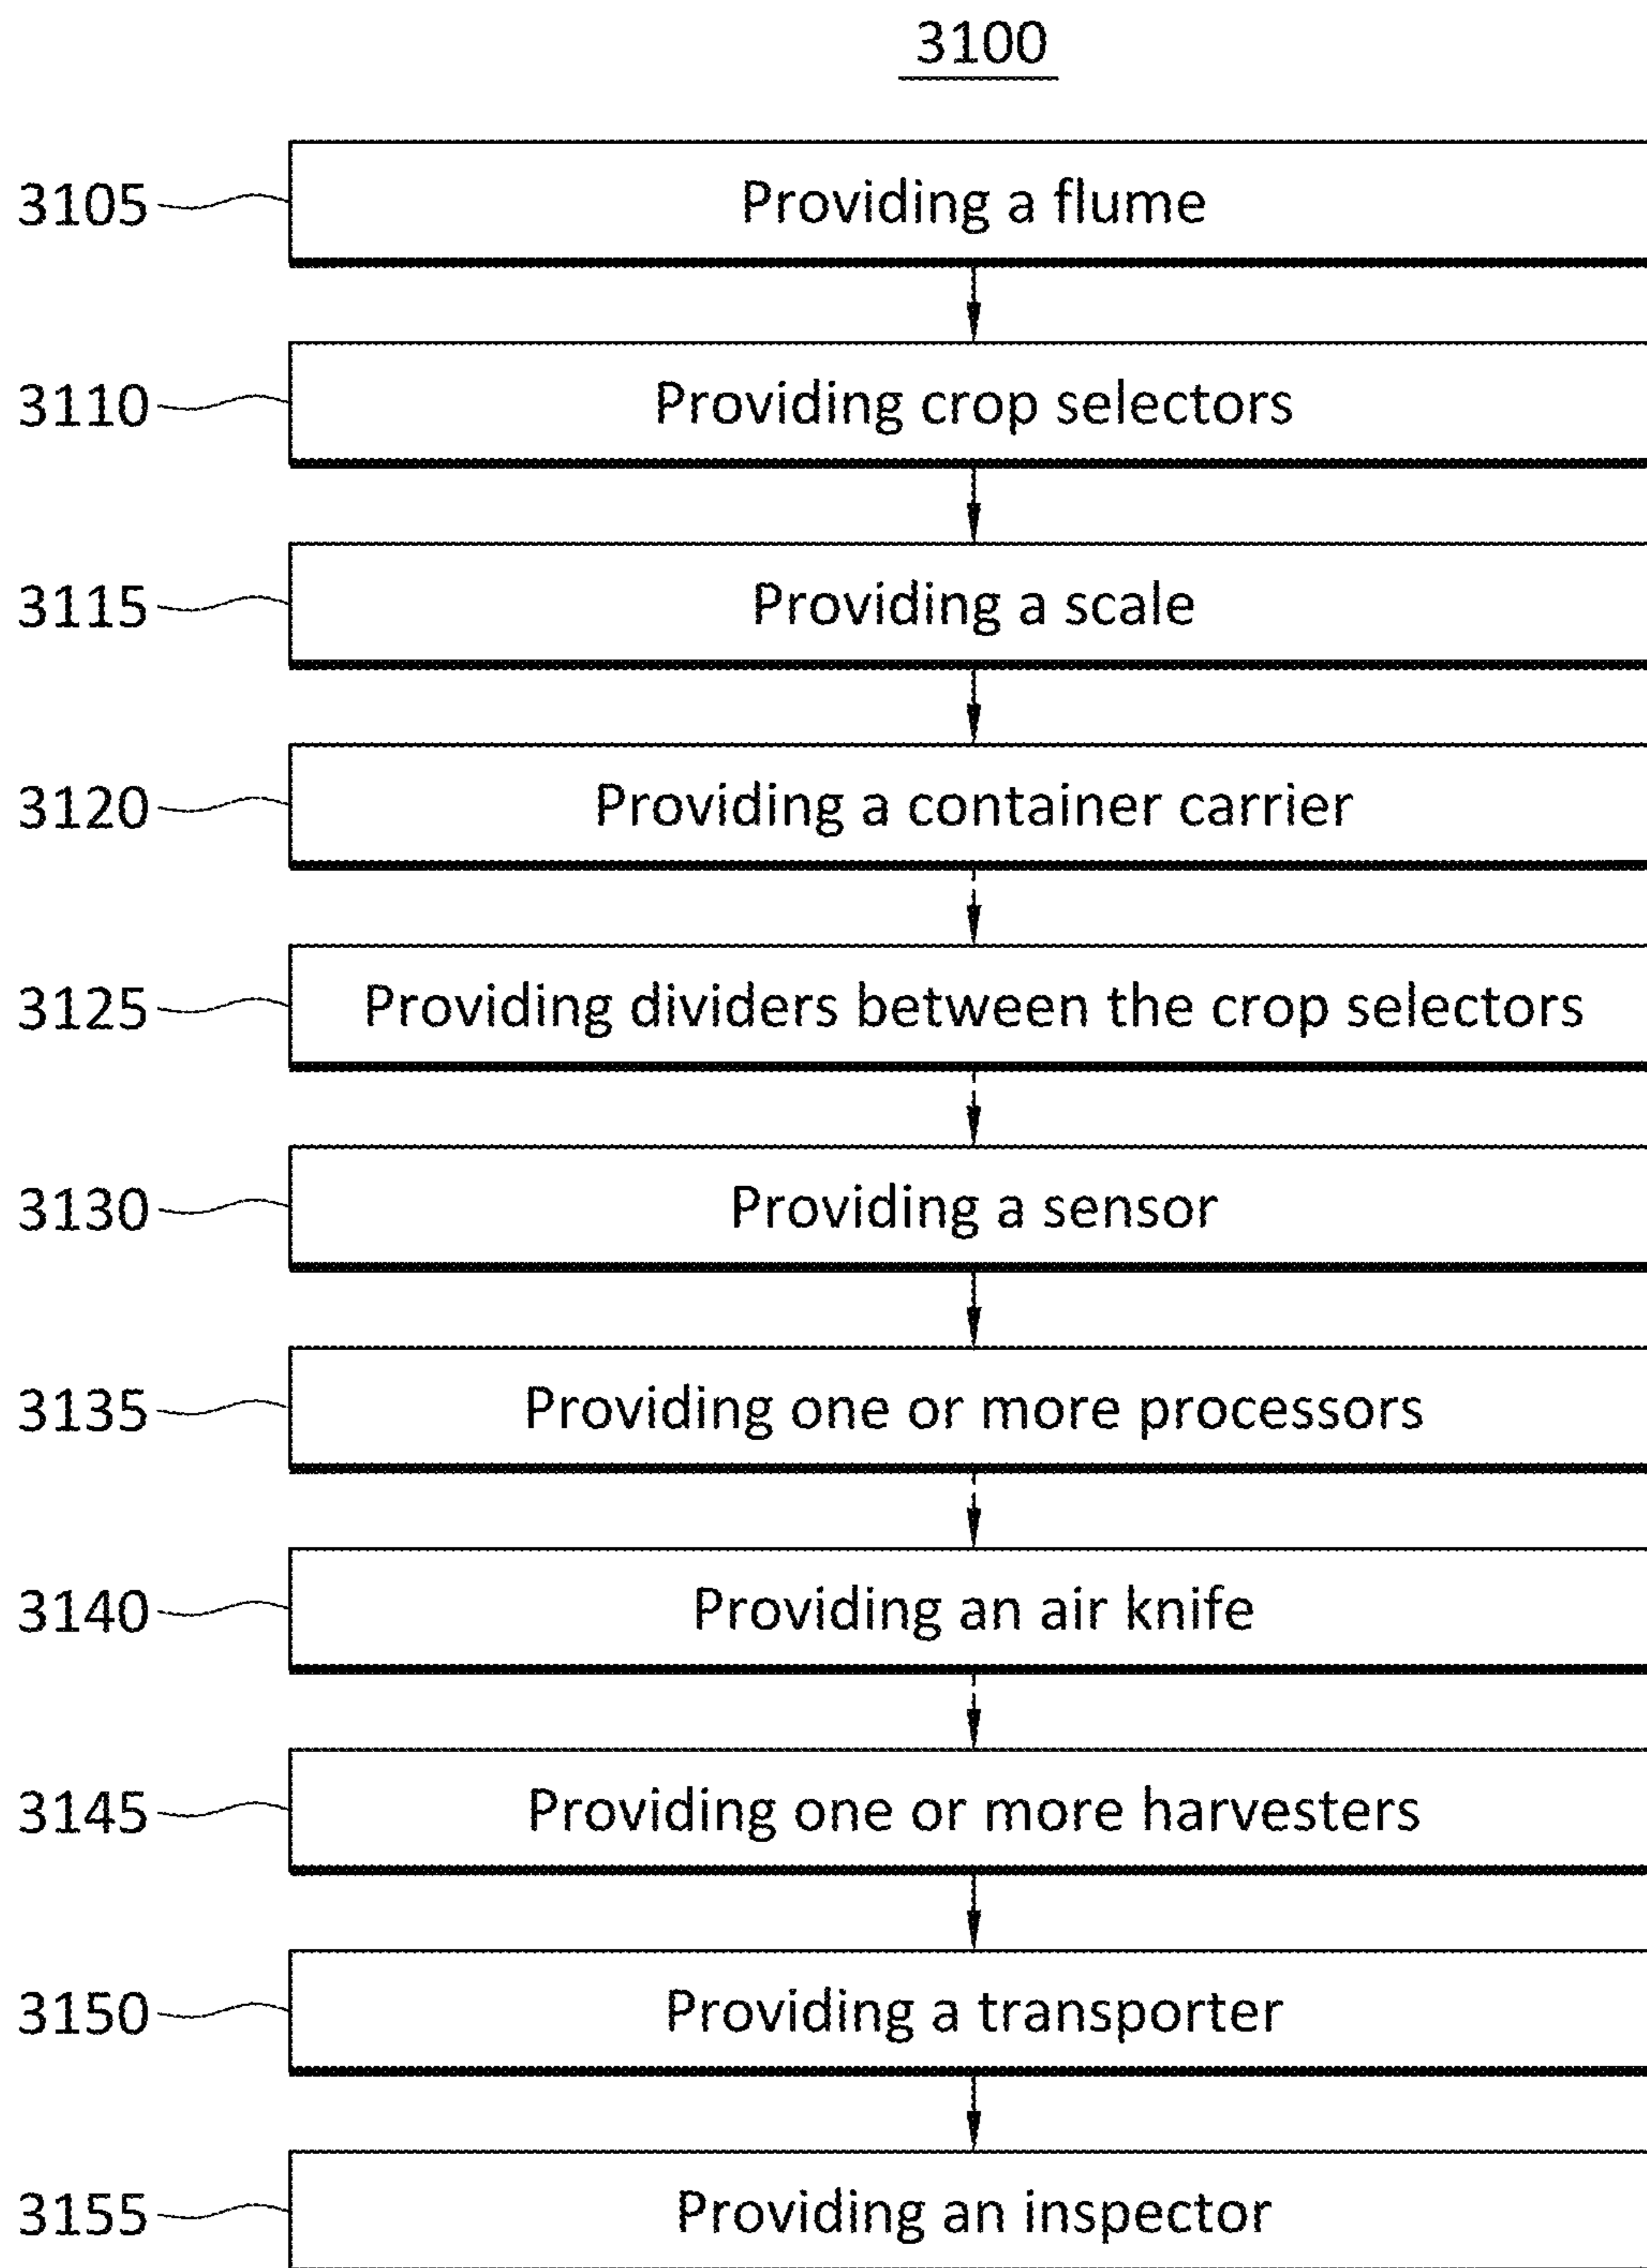 3100
3105 Providing a flume
3110 Providing crop selectors
3115 Providing a scale
3120 Providing a container carrier
3125 Providing dividers between the crop selectors
3130 Providing a sensor
3135 Providing one or more processors
3140 Providing an air knife
3145 Providing one or more harvesters
3150 Providing a transporter
3155 Providing an inspector